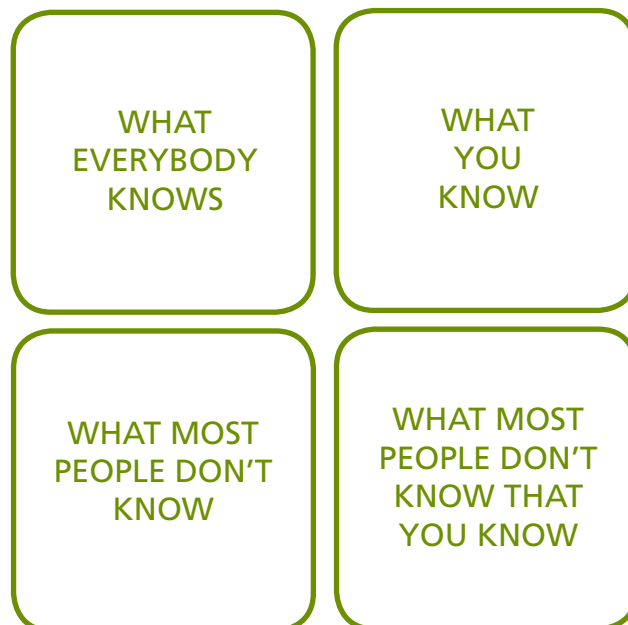 WHAT
EVERYBODY
KNOWS
WHAT
YOU
KNOW
WHAT MOST
PEOPLE DON’T
KNOW
WHAT MOST
PEOPLE DON’T
KNOW THAT
YOU KNOW